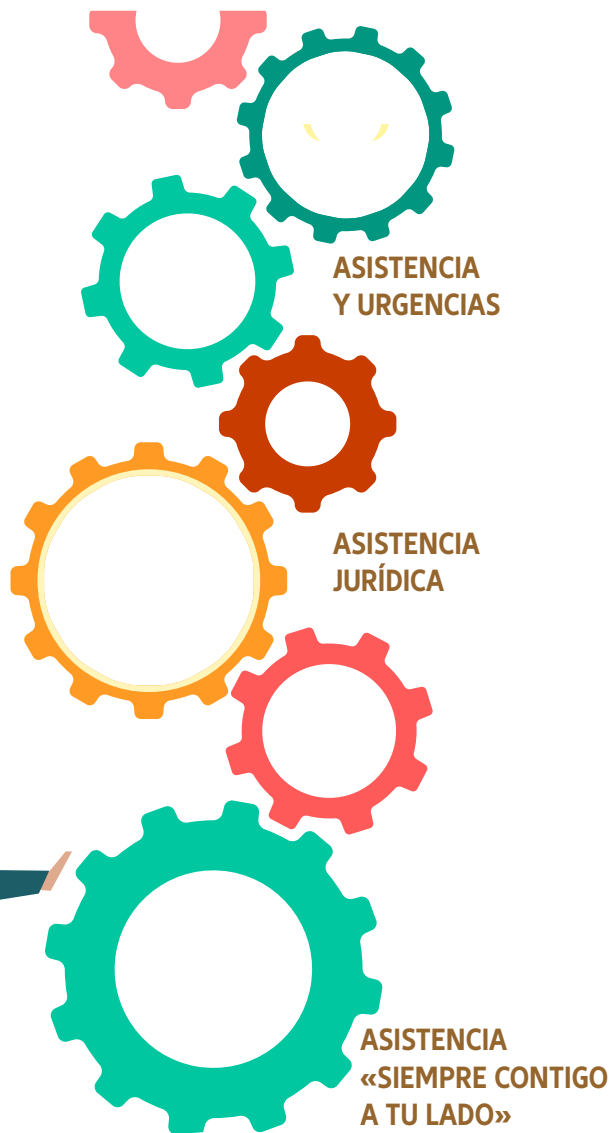 ASISTENCIA
Y URGENCIAS
ASISTENCIA
JURÍDICA
ASISTENCIA
«SIEMPRE CONTIGO
A TU LADO»